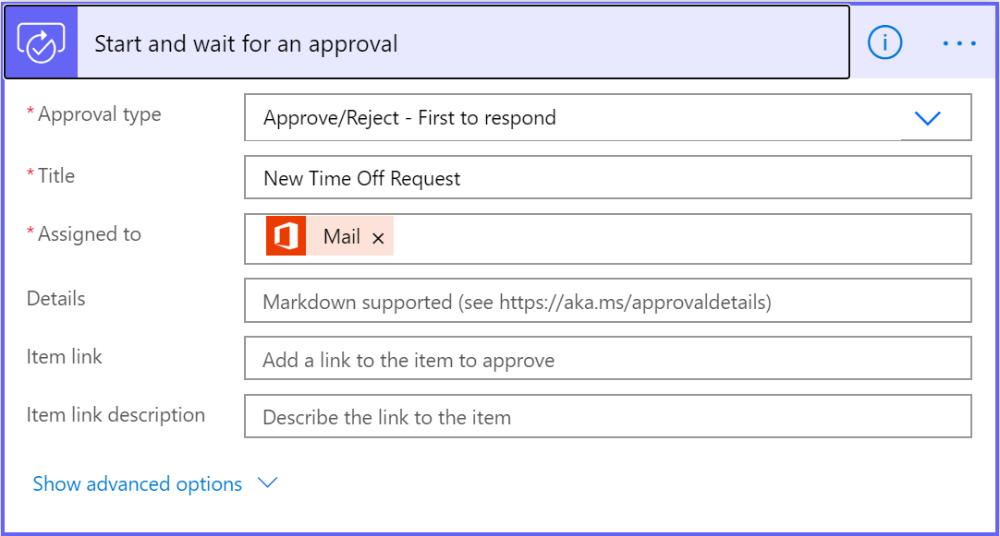 Start and wait for an approval
* Approval type
Approve/Reject - First to respond
* Title
New Time Off Request
* Assigned to
Mail ×
Details
Markdown supported (see https://aka.ms/approvaldetails)
Item link
Add a link to the item to approve
Item link description
Describe the link to the item
Show advanced options